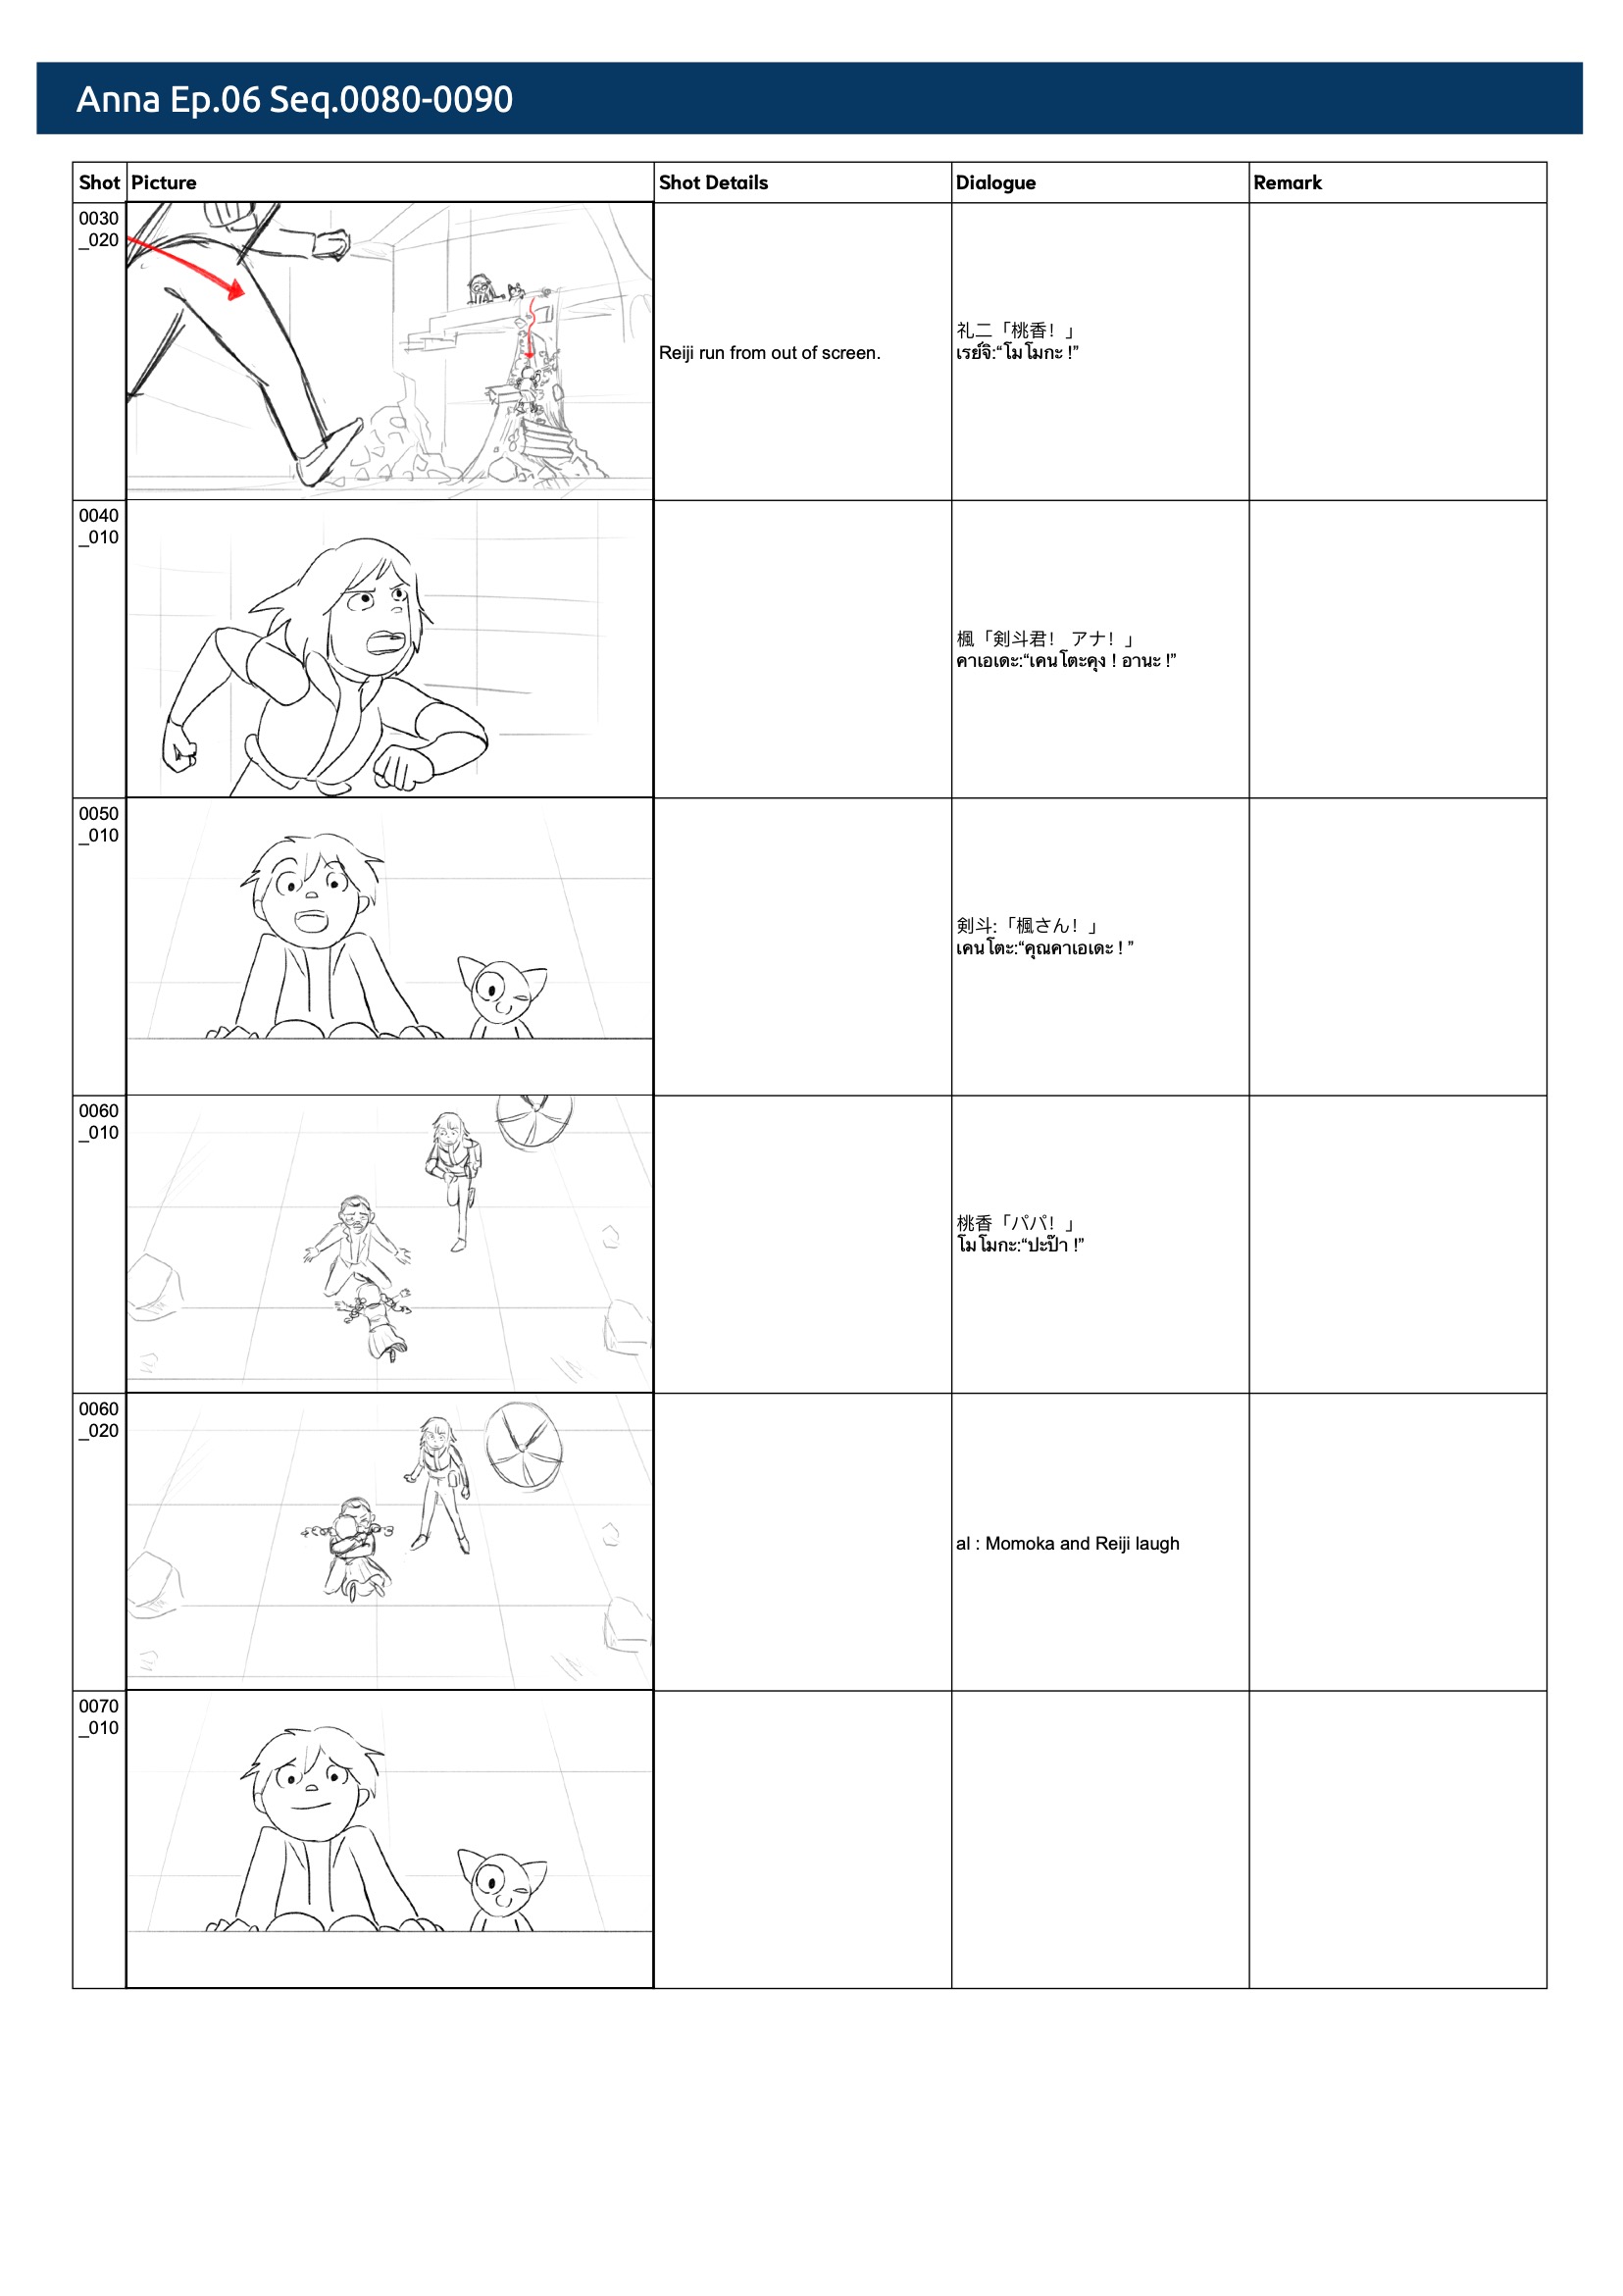 Anna Ep.06 Seq.0080-0090
Shot Picture Shot Details Dialogue Remark
0030
_020
Reiji run from out of screen.
礼二「桃香！」
เรย์จิ:“โมโมกะ !”
0040
_010
楓「剣斗君！ アナ！」
คาเอเดะ:“เคนโตะคุง ! อานะ !”
0050
_010
剣斗:「楓さん！」
เคนโตะ:“คุณคาเอเดะ ! ”
0060
_010
桃香「パパ！」
โมโมกะ:“ปะป๊า !”
0060
_020
al : Momoka and Reiji laugh
0070
_010